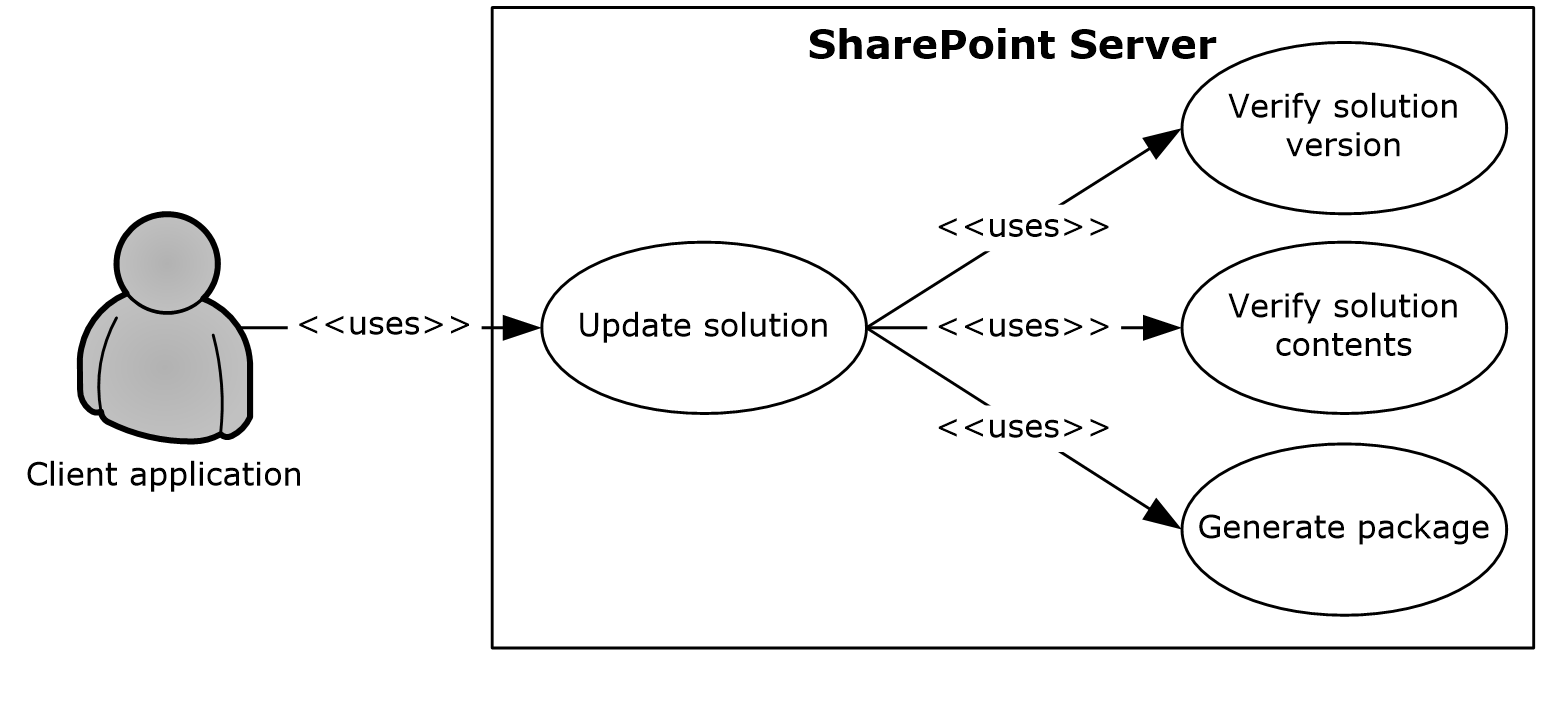 SharePoint Server
Verify solution
version
<<uses>>
Client application
<<uses>>
Update solution
<<uses>>
Verify solution
contents
<<uses>>
Generate package